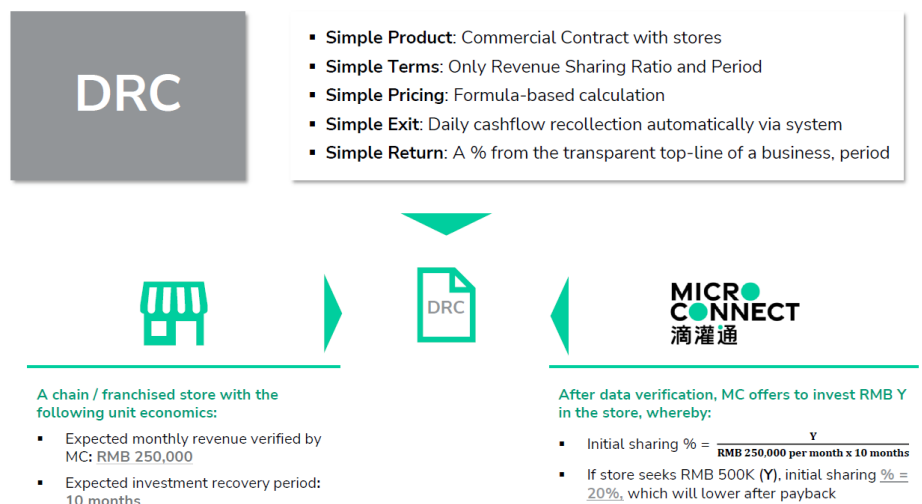 DRC
▪ Simple Product: Commercial Contract with stores
▪ Simple Terms: Only Revenue Sharing Ratio and Period
▪ Simple Pricing: Formula-based calculation
▪ Simple Exit: Daily cashflow recollection automatically via system
▪ Simple Return: A % from the transparent top-line of a business, period
DRC
MICRO
CONNECT
滴灌通
A chain / franchised store with the
following unit economics:
▪ Expected monthly revenue verified by
MC: RMB 250,000
▪ Expected investment recovery period:
10 months
After data verification, MC offers to invest RMB Y
in the store, whereby:
▪ Initial sharing % = Y
RMB 250,000 per month x 10 months
▪ If store seeks RMB 500K (Y), initial sharing % =
20%, which will lower after payback